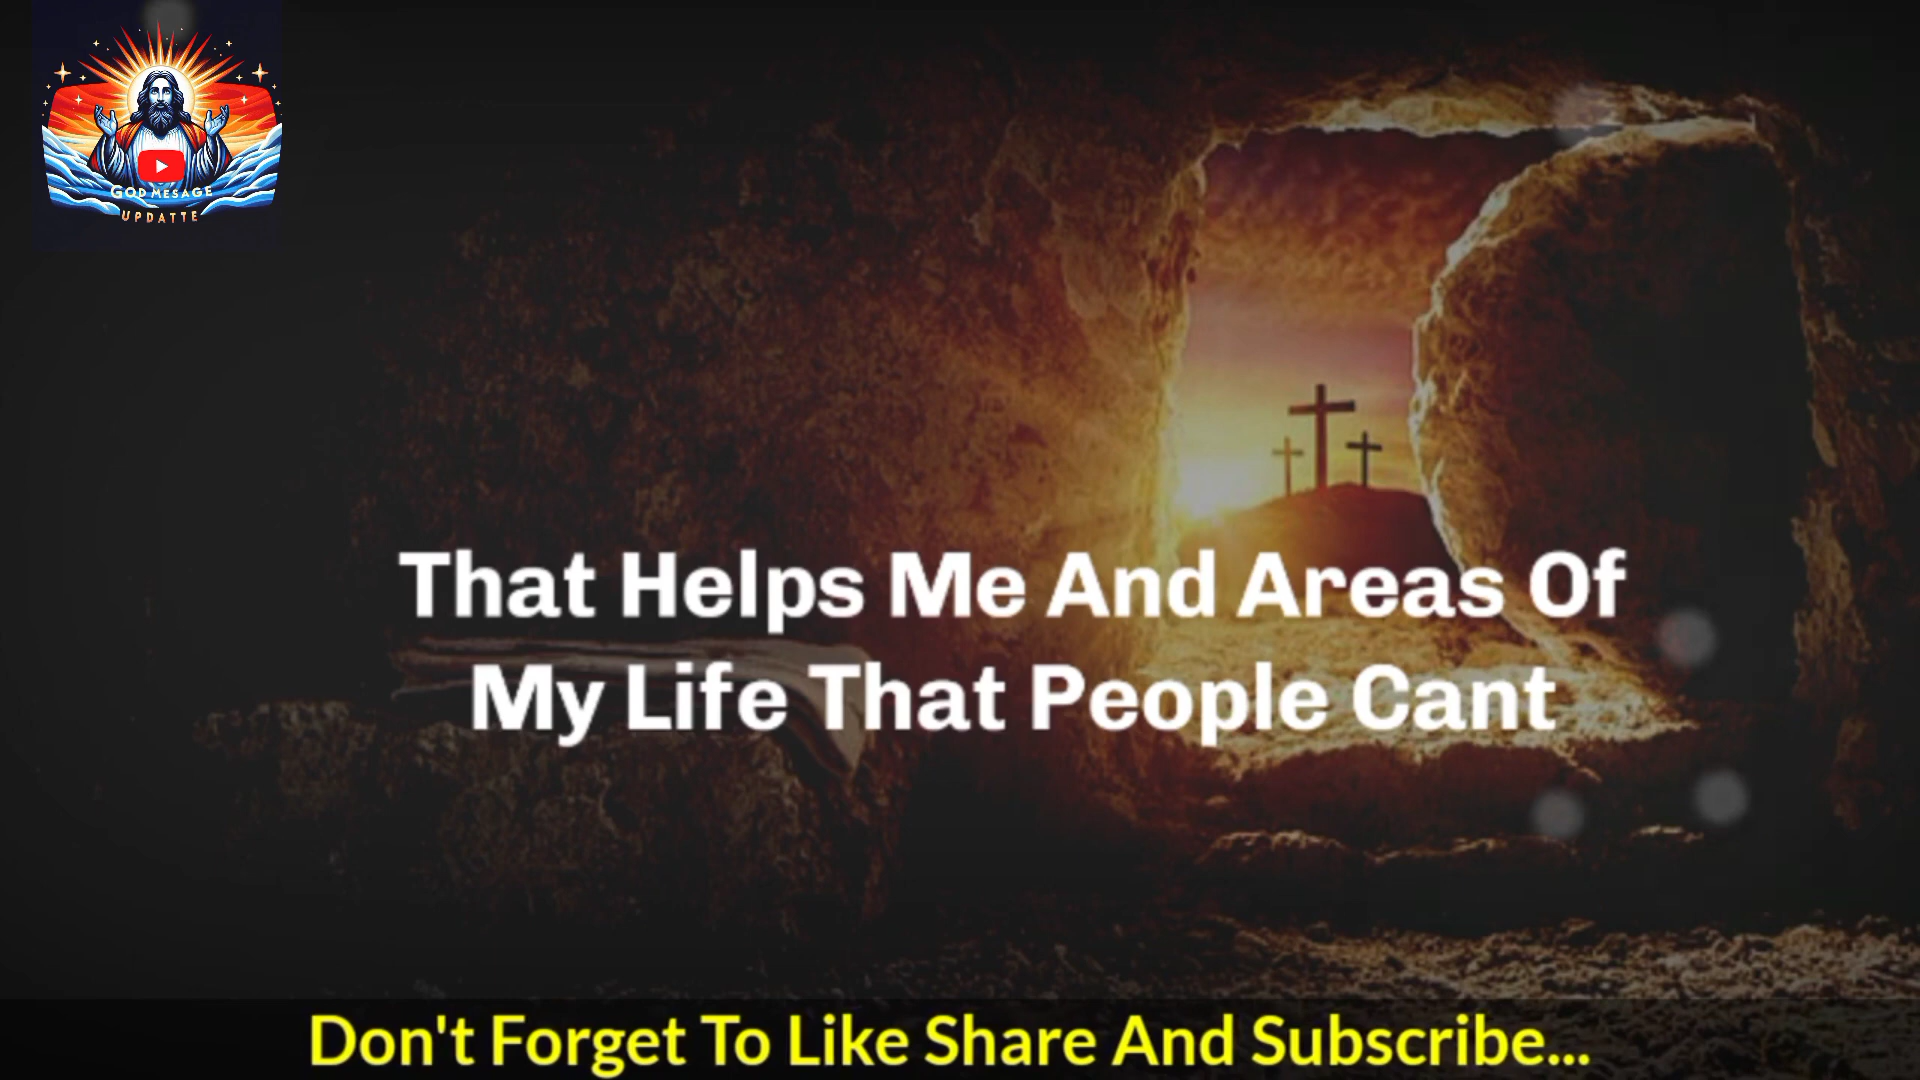 GOD MESAGE
UPDATTE
That Helps Me And Areas Of
My Life That People Cant
Don't Forget To Like Share And Subscribe...